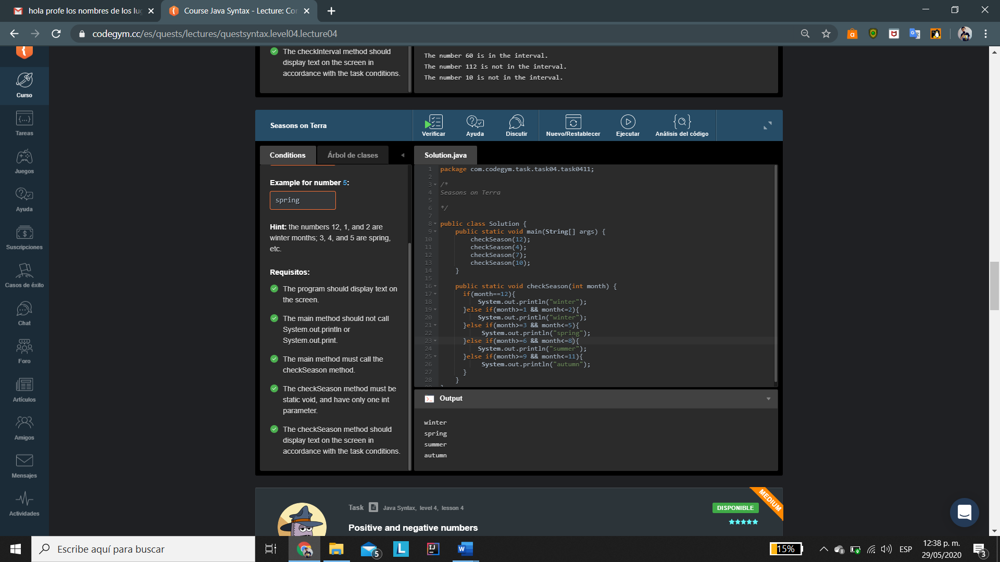 hola profe los nombres de los lug
Course Java Syntax - Lecture: Cor
codegym.cc/es/quests/lectures/questsyntax.level04.lecture04
Curso
Tareas
Juegos
Ayuda
Suscripciones
Casos de éxito
Chat
Foro
Artículos
Amigos
Mensajes
Actividades
The checkInterval method should
display text on the screen in
accordance with the task conditions.
The number 60 is in the interval.
The number 112 is not in the interval.
The number 10 is not in the interval.
Seasons on Terra
Verificar
Ayuda
Discutir
Nuevo/Restablecer
Ejecutar
Análisis del código
Conditions
Árbol de clases
Solution.java
Example for number 5:
spring
Hint: the numbers 12, 1, and 2 are
winter months; 3, 4, and 5 are spring,
etc.
Requisitos:
The program should display text on
the screen.
The main method should not call
System.out.println or
System.out.print.
The main method must call the
checkSeason method.
The checkSeason method must be
static void, and have only one int
parameter.
The checkSeason method should
display text on the screen in
accordance with the task conditions.
1 package com.codegym.task.task04.task0411;
2
3 /*
4 Seasons on Terra
5
6 */
7
8 public class Solution {
9 public static void main(String[] args) {
10 checkSeason(12);
11 checkSeason(4);
12 checkSeason(7);
13 checkSeason(10);
14 }
15
16 public static void checkSeason(int month) {
17 if(month==12){
18 System.out.println("winter");
19 }else if(month>=1 && month<=2){
20 System.out.println("winter");
21 }else if(month>=3 && month<=5){
22 System.out.println("spring");
23 }else if(month>=6 && month<=8){
24 System.out.println("summer");
25 }else if(month>=9 && month<=11){
26 System.out.println("autumn");
27 }
28 }
Output
winter
spring
summer
autumn
Task
Java Syntax, level 4, lesson 4
Positive and negative numbers
DISPONIBLE
MEDIUM
Escribe aquí para buscar
5
15%
ESP
12:38 p. m.
29/05/2020
3